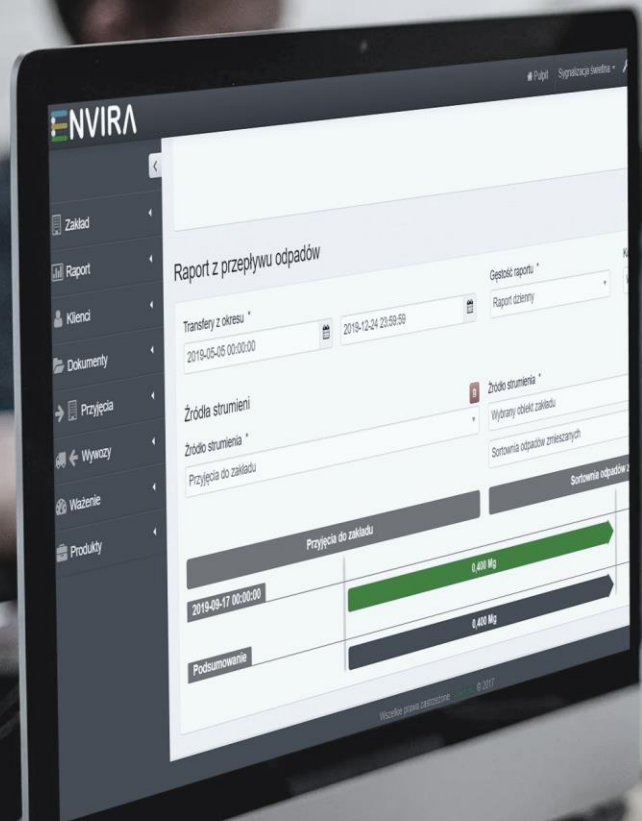 ENVIRA
Pulpit Sygnalizacja świetlna
Zakład
Raport
Klienci
Dokumenty
Przyjęcia
Wywozy
Ważenie
Produkty
Raport z przepływu odpadów
Transfery z okresu *
2019-05-05 00:00:00
2019-12-24 23:59:59
Gęstość raportu *
Raport dzienny
Źródła strumieni
Źródło strumienia *
Przyjęcia do zakładu
Źródło strumienia *
Wybrany obiekt zakładu
Sortownia odpadów zmieszanych
Przyjęcia do zakładu
Sortownia odpadów z
2019-09-17 00:00:00
0,400 Mg
Podsumowanie
0,400 Mg
Wszelkie prawa zastrzeżone © 2017